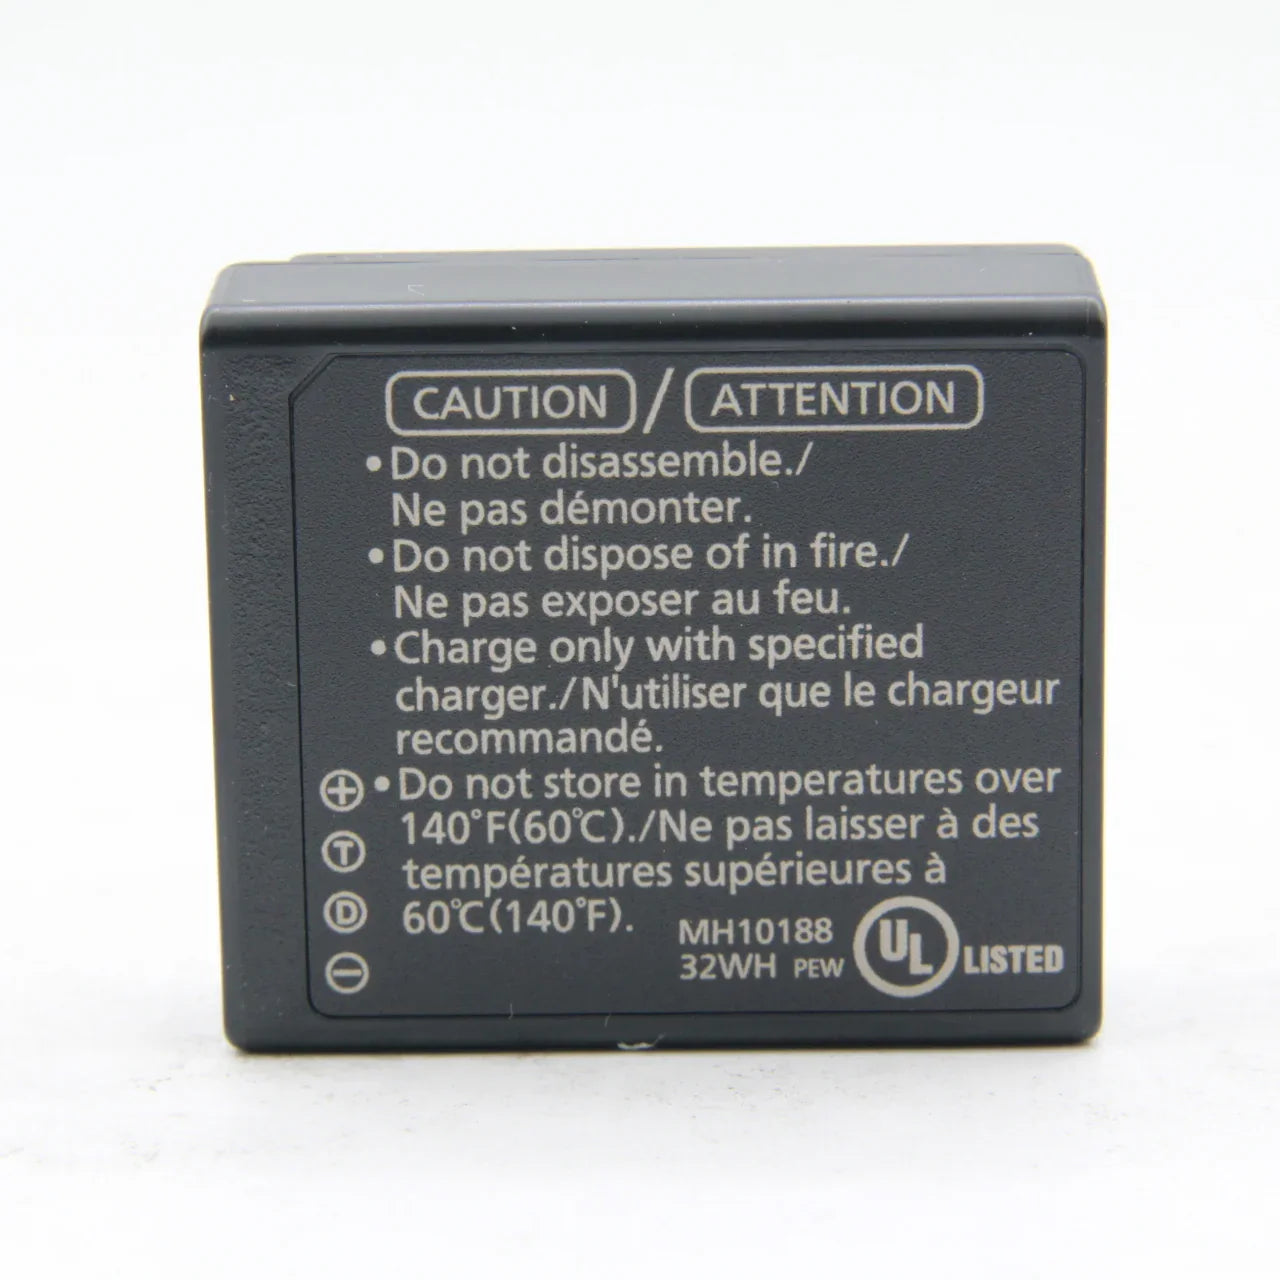 CAUTION / ATTENTION
•Do not disassemble./
Ne pas démonter.
•Do not dispose of in fire./
Ne pas exposer au feu.
•Charge only with specified
charger./N'utiliser que le chargeur
recommandé.
•Do not store in temperatures over
140°F(60℃)./Ne pas laisser à des
températures supérieures à
60℃(140°F).
+
T
D
−
MH10188
32WH PEW
UL LISTED